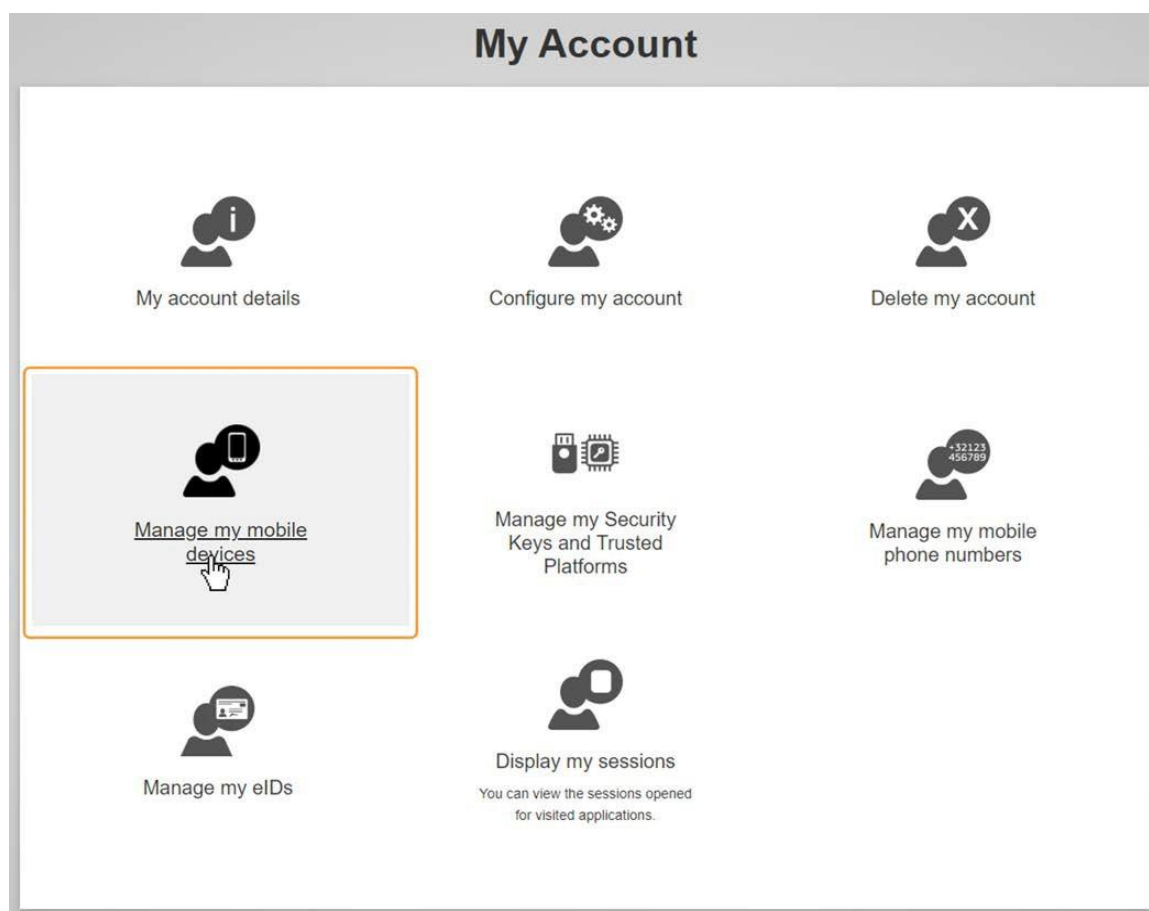 My Account
i
X
My account details
Configure my account
Delete my account
+32123
456789
Manage my mobile
devices
Manage my Security
Keys and Trusted
Platforms
Manage my mobile
phone numbers
Manage my eIDs
Display my sessions
You can view the sessions opened
for visited applications.